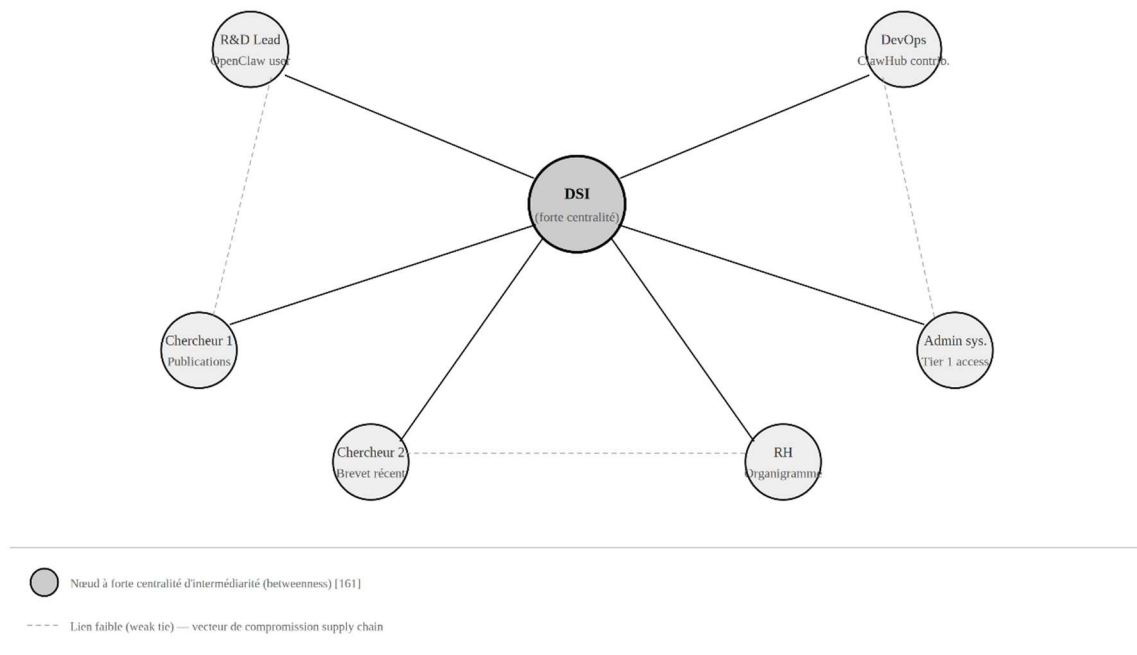 R&D Lead
OpenClaw user
DevOps
ClawHub contrib.
DSI
(forte centralité)
Chercheur 1
Publications
Admin sys.
Tier 1 access
Chercheur 2
Brevet récent
RH
Organigramme
Nœud à forte centralité d'intermédiarité (betweenness) [161]
Lien faible (weak tie) — vecteur de compromission supply chain